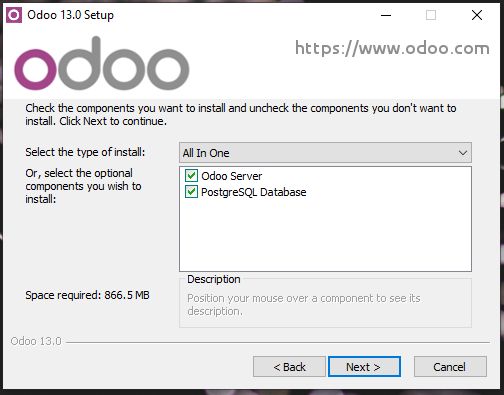 Odoo 13.0 Setup
odoo
https://www.odoo.com
Check the components you want to install and uncheck the components you don't want to
install. Click Next to continue.
Select the type of install:
All In One
Or, select the optional
components you wish to
install:
Odoo Server
PostgreSQL Database
Space required: 866.5 MB
Description
Position your mouse over a component to see its
description.
Odoo 13.0
< Back
Next >
Cancel